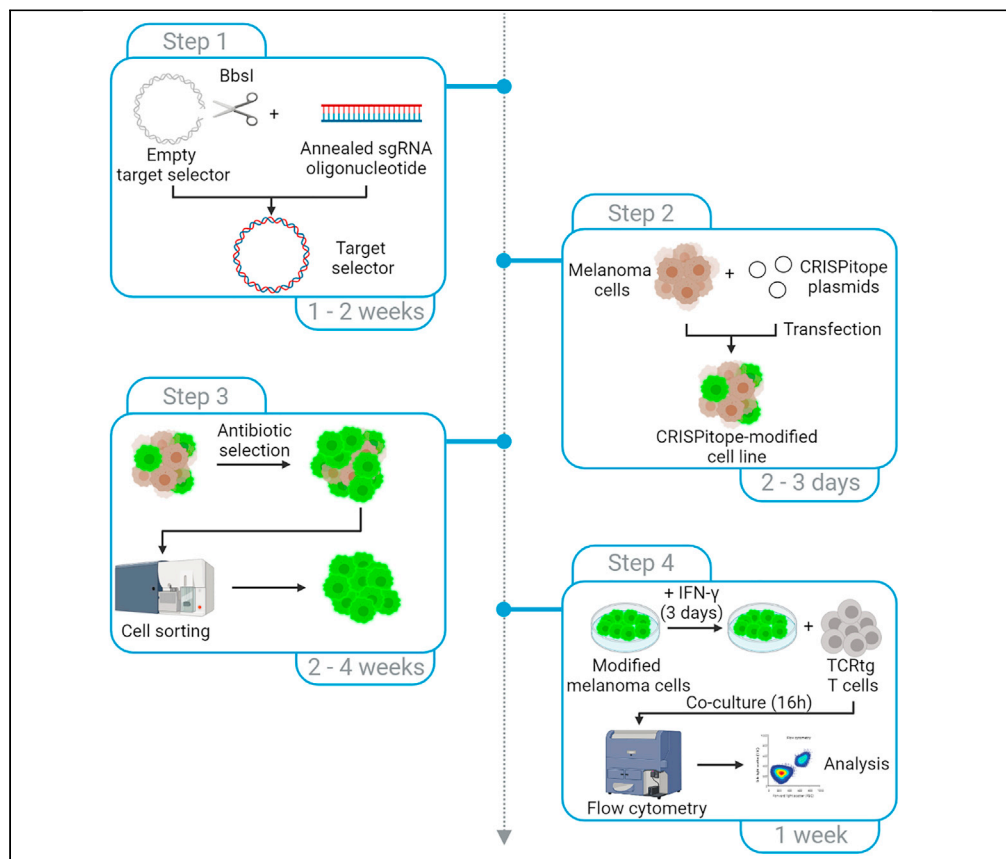 Step 1
BbsI
+
Empty
target selector
Annealed sgRNA
oligonucleotide
Target
selector
1 - 2 weeks
Step 2
Melanoma
cells
+
CRISPitope
plasmids
Transfection
CRISPitope-modified
cell line
2 - 3 days
Step 3
Antibiotic
selection
Cell sorting
2 - 4 weeks
Step 4
+ IFN-γ
(3 days)
+
Modified
melanoma cells
TCRtg
T cells
Co-culture (16h)
Flow cytometry
Analysis
Flow cytometry
1 week